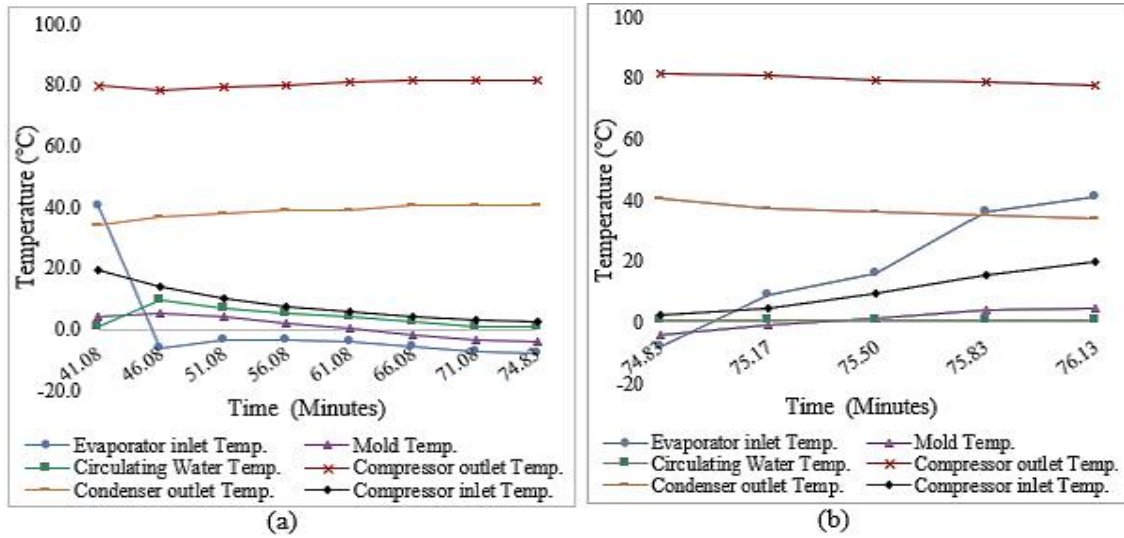 100.0
80.0
60.0
40.0
20.0
0.0
-20.0
Temperature (°C)
41.08
46.08
51.08
56.08
61.08
66.08
71.08
74.83
Time (Minutes)
Evaporator inlet Temp.
Mold Temp.
Circulating Water Temp.
Compressor outlet Temp.
Condenser outlet Temp.
Compressor inlet Temp.
(a)
100
80
60
40
20
0
-20
Temperature (°C)
74.83
75.17
75.50
75.83
76.13
Time (Minutes)
Evaporator inlet Temp.
Mold Temp.
Circulating Water Temp.
Compressor outlet Temp.
Condenser outlet Temp.
Compressor inlet Temp.
(b)